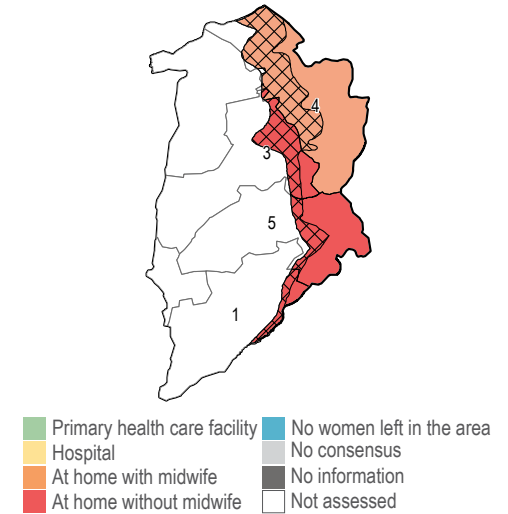 4
3
5
1
Primary health care facility
Hospital
At home with midwife
At home without midwife
No women left in the area
No consensus
No information
Not assessed